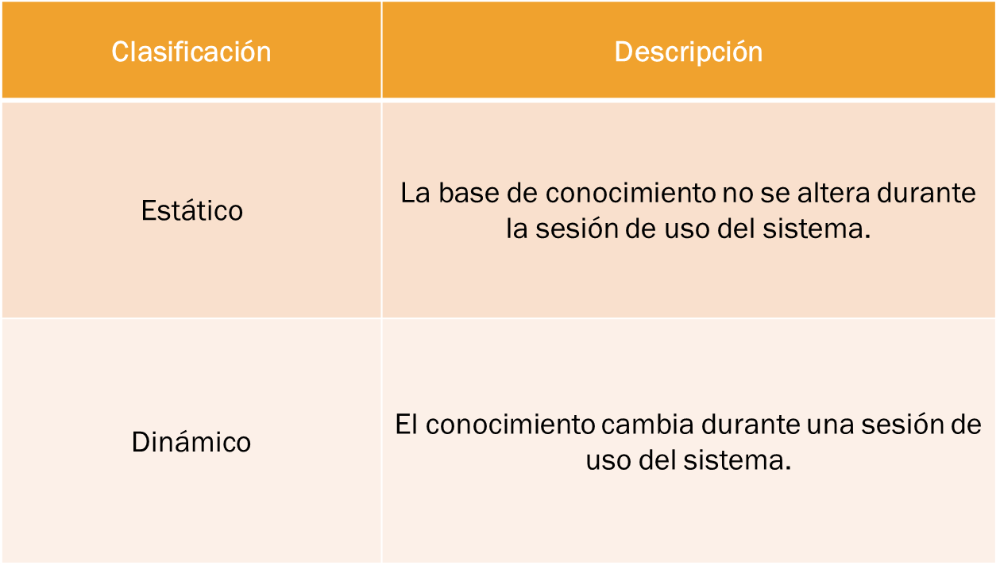 Clasificación
Descripción
Estático
La base de conocimiento no se altera durante
la sesión de uso del sistema.
Dinámico
El conocimiento cambia durante una sesión de
uso del sistema.